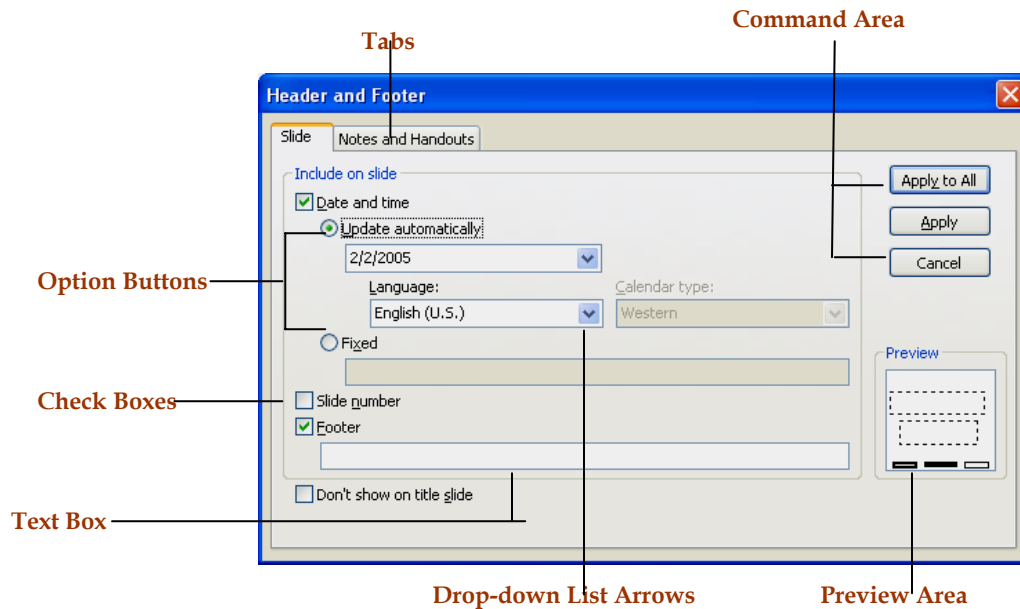 Command Area
Tabs
Header and Footer
Slide
Notes and Handouts
Include on slide
Date and time
Update automatically
2/2/2005
Language:
Calendar type:
English (U.S.)
Western
Fixed
Slide number
Footer
Don't show on title slide
Apply to All
Apply
Cancel
Preview
Option Buttons
Check Boxes
Text Box
Drop-down List Arrows
Preview Area